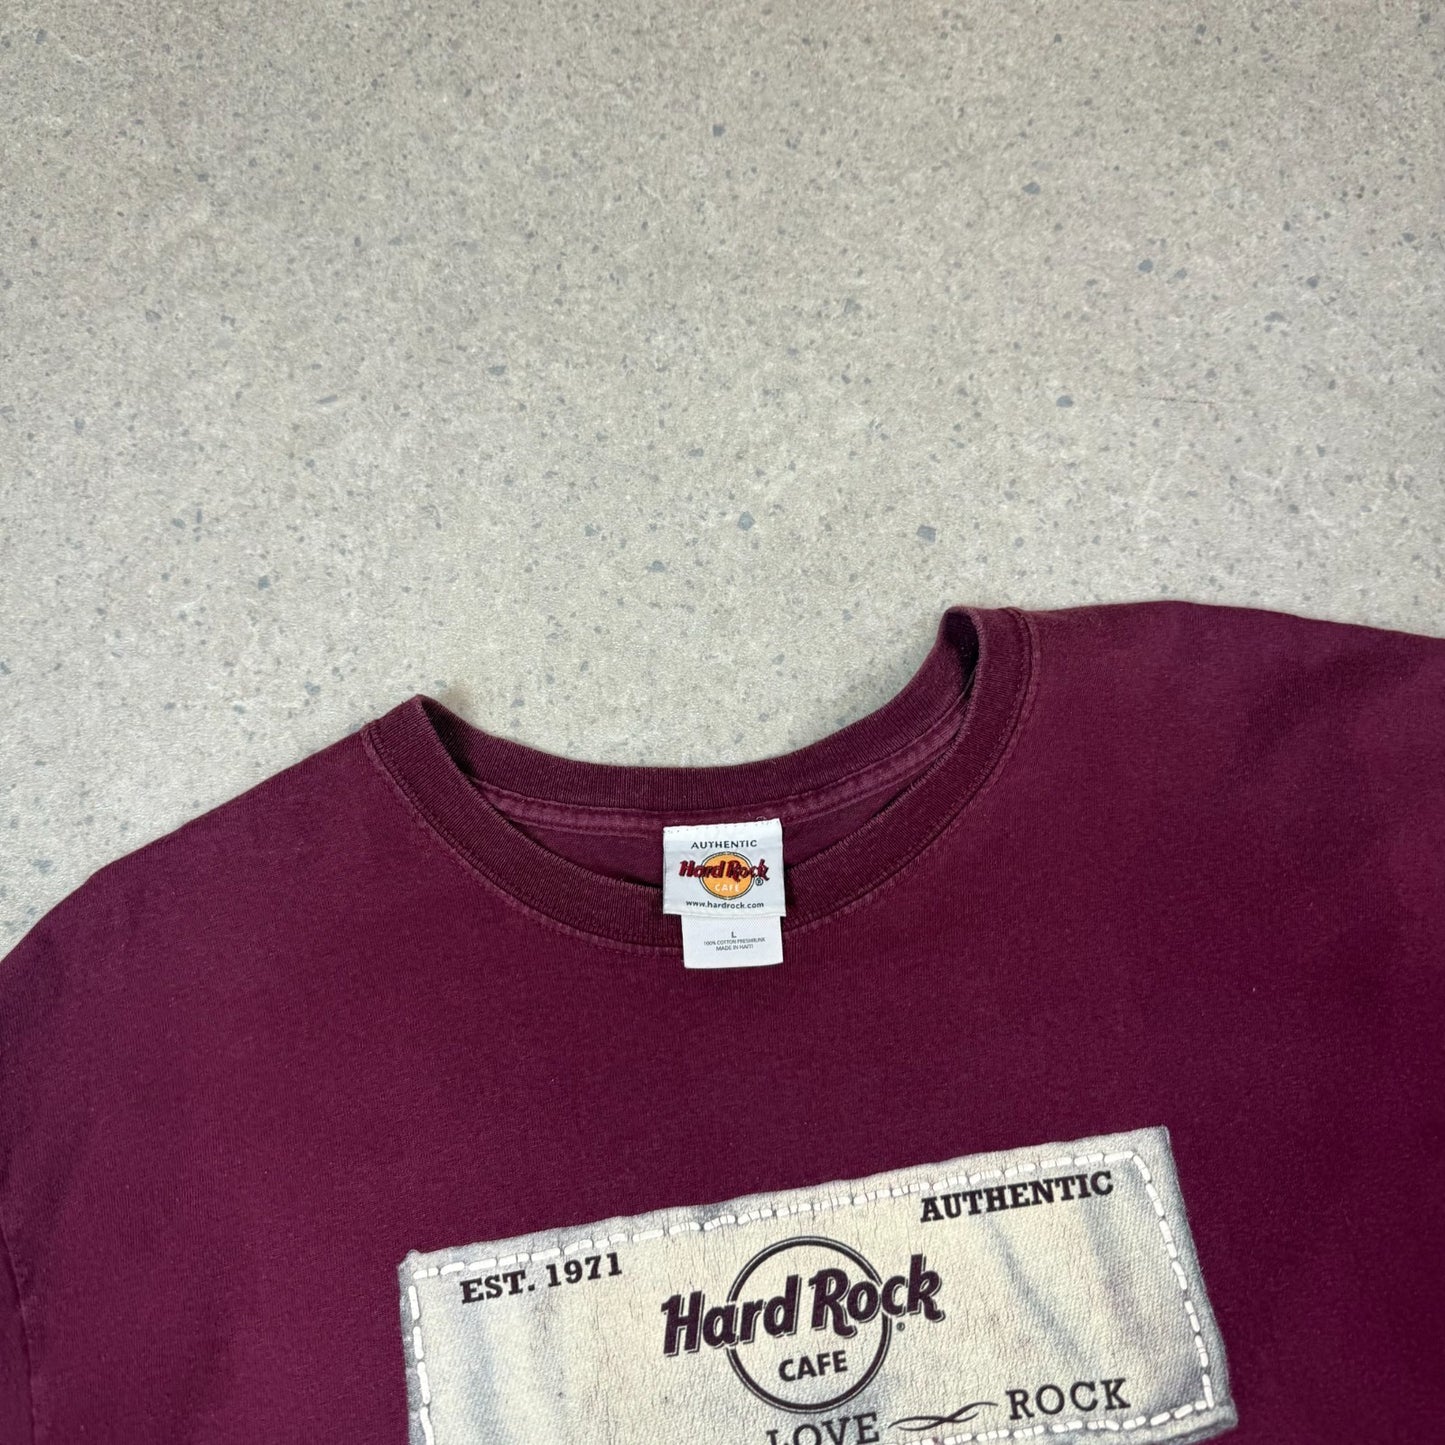 AUTHENTIC
Hard Rock ®
CAFE
www.hardrock.com
L
100% COTTON PRESHRUNK
MADE IN HAITI
AUTHENTIC
EST. 1971
Hard Rock ®
CAFE
LOVE ROCK